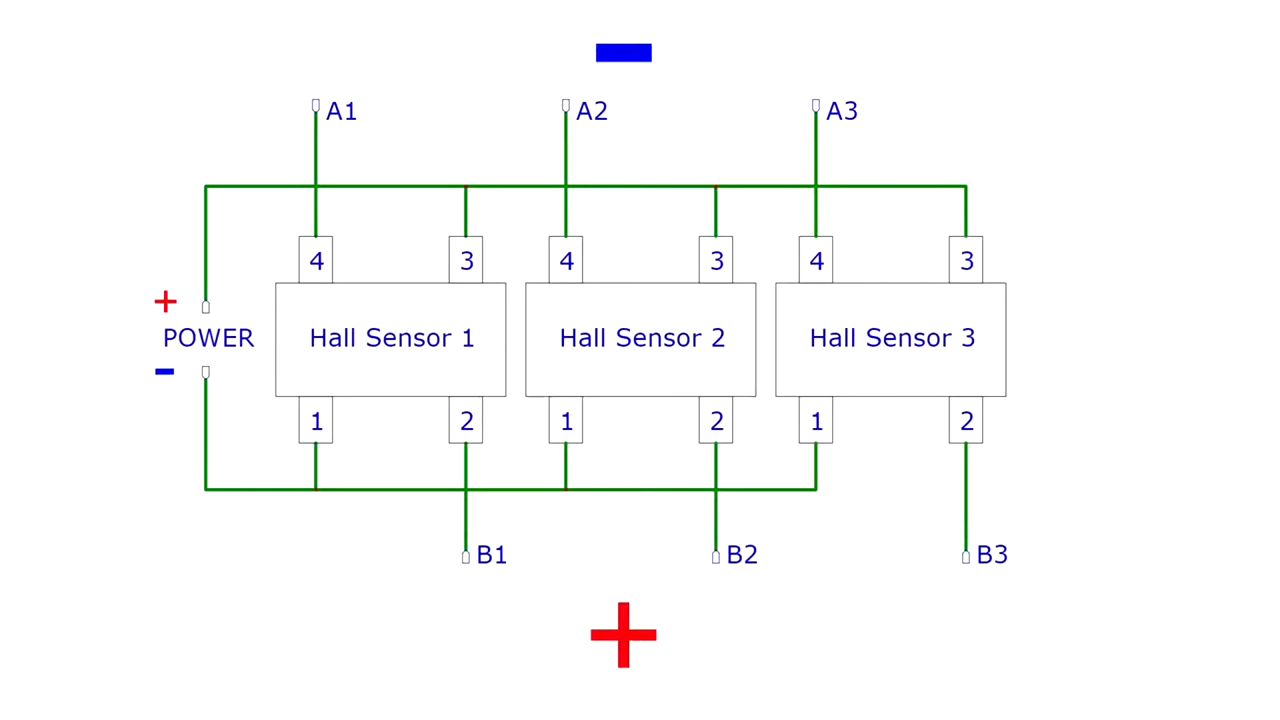 A1 A2 A3
4 3 4 3 4 3
+
POWER Hall Sensor 1 Hall Sensor 2 Hall Sensor 3
-
1 2 1 2 1 2
B1 B2 B3
+